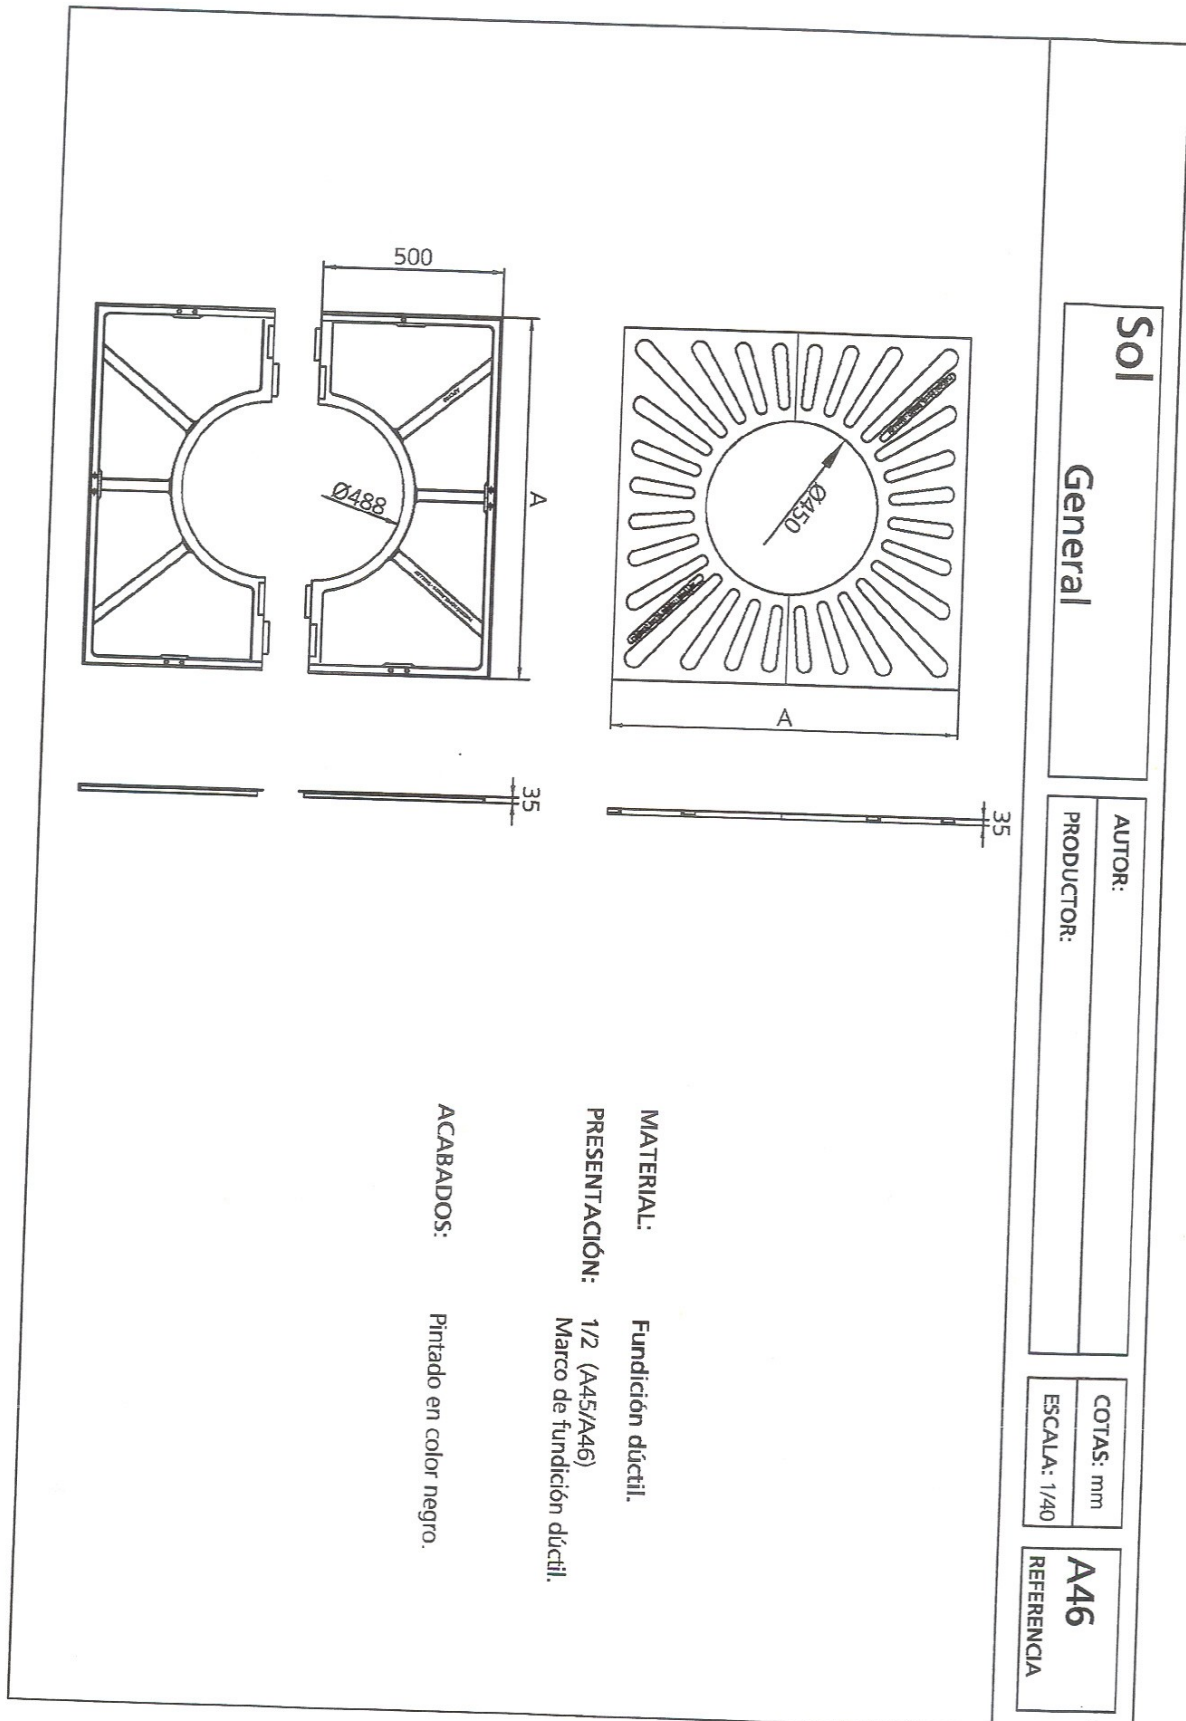 Sol
General
AUTOR:
PRODUCTOR:
COTAS: mm
ESCALA: 1/40
A46
REFERENCIA
35
Ø450
A
35
A
500
Ø488
MATERIAL: Fundición dúctil.
PRESENTACIÓN: 1/2 (A45/A46)
Marco de fundición dúctil.
ACABADOS: Pintado en color negro.